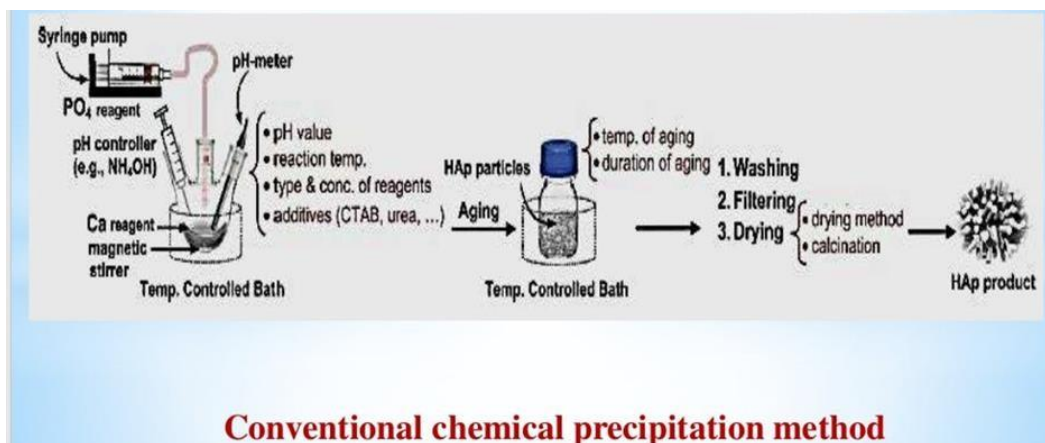 Syringe pump
PO4 reagent
pH controller
(e.g., NH4OH)
pH-meter
Ca reagent
magnetic
stirrer
Temp. Controlled Bath
• pH value
• reaction temp.
• type & conc. of reagents
• additives (CTAB, urea, ...)
Aging
HAp particles
Temp. Controlled Bath
• temp. of aging
• duration of aging
1. Washing
2. Filtering
3. Drying
• drying method
• calcination
HAp product
Conventional chemical precipitation method